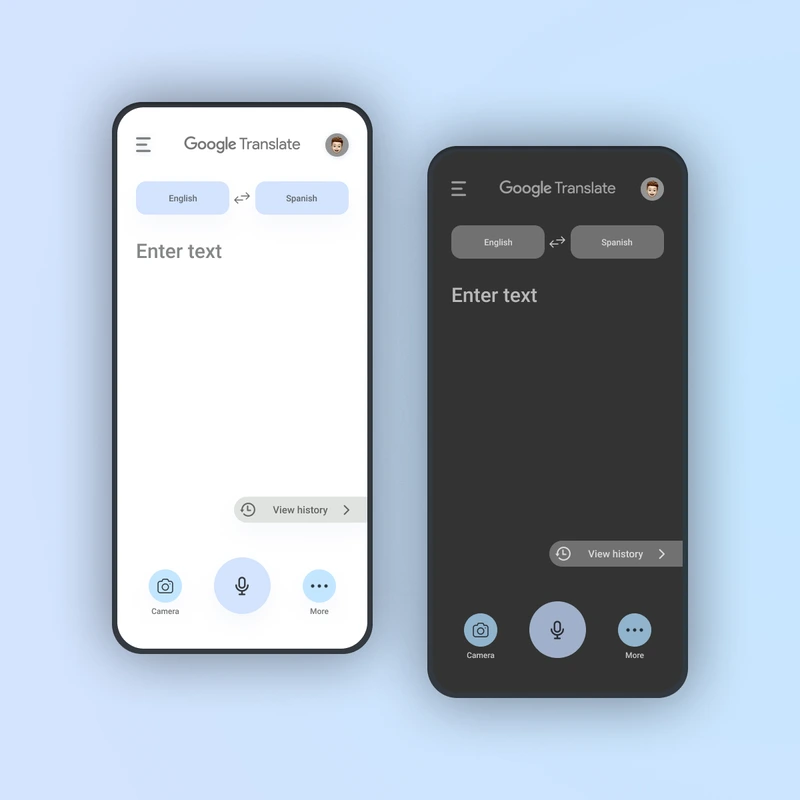 Google Translate
English
Spanish
Enter text
View history
Camera
More
Google Translate
English
Spanish
Enter text
View history
Camera
More